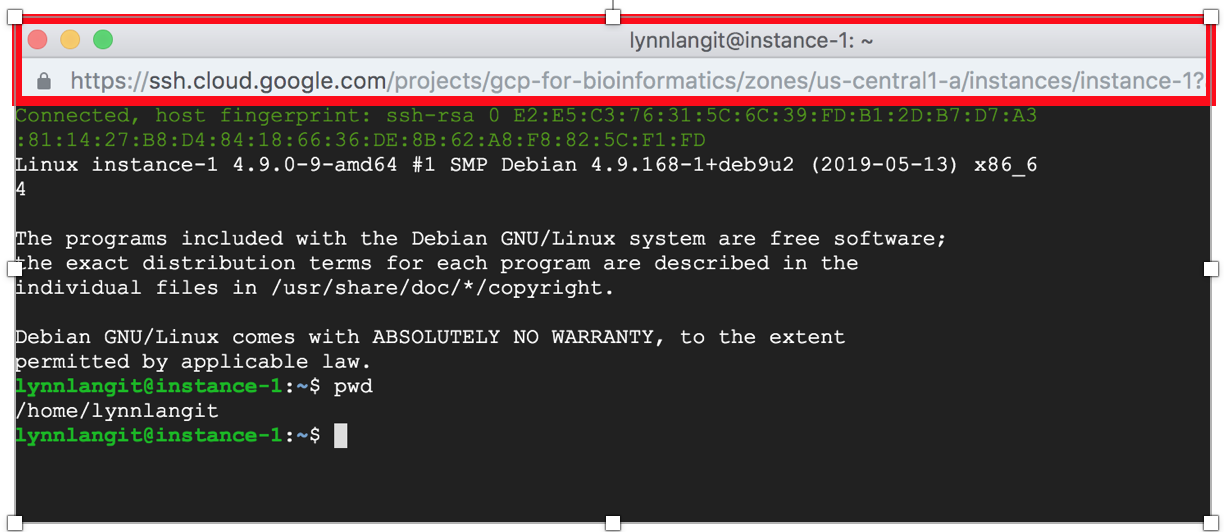 lynnlangit@instance-1: ~
https://ssh.cloud.google.com/projects/gcp-for-bioinformatics/zones/us-central1-a/instances/instance-1?
Connected, host fingerprint: ssh-rsa 0 E2:E5:C3:76:31:5C:6C:39:FD:B1:2D:B7:D7:A3
:81:14:27:B8:D4:84:18:66:36:DE:8B:62:A8:F8:82:5C:F1:FD
Linux instance-1 4.9.0-9-amd64 #1 SMP Debian 4.9.168-1+deb9u2 (2019-05-13) x86_6
4
The programs included with the Debian GNU/Linux system are free software;
the exact distribution terms for each program are described in the
individual files in /usr/share/doc/*/copyright.
Debian GNU/Linux comes with ABSOLUTELY NO WARRANTY, to the extent
permitted by applicable law.
lynnlangit@instance-1:~$ pwd
/home/lynnlangit
lynnlangit@instance-1:~$